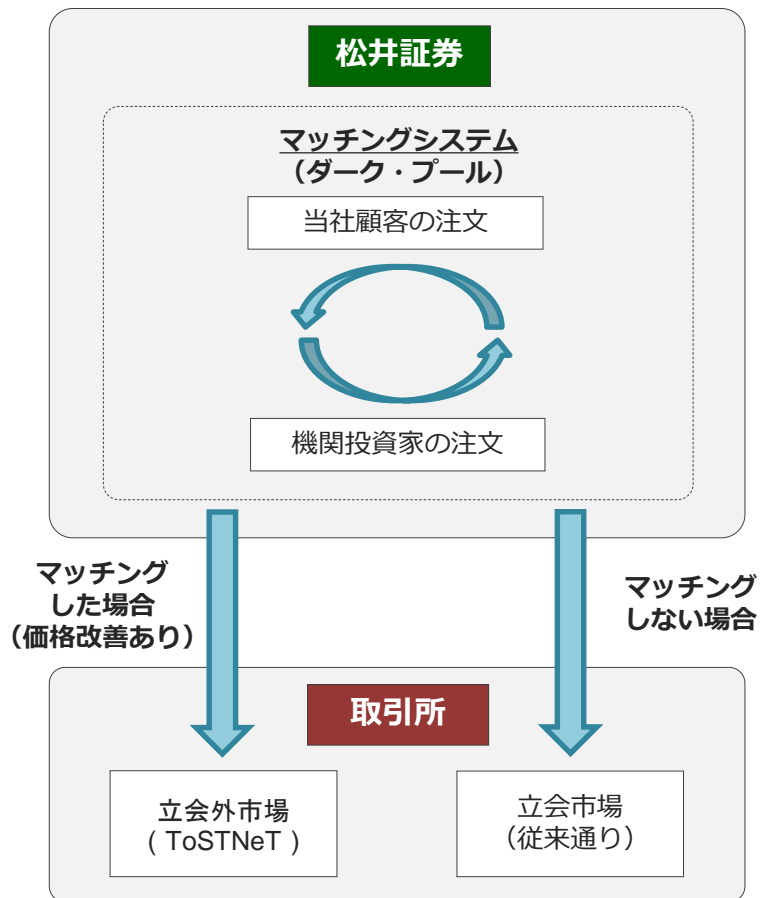 松井証券
マッチングシステム
（ダーク・プール）
当社顧客の注文
機関投資家の注文
マッチング
した場合
（価格改善あり）
マッチング
しない場合
取引所
立会外市場
( ToSTNeT )
立会市場
（従来通り）